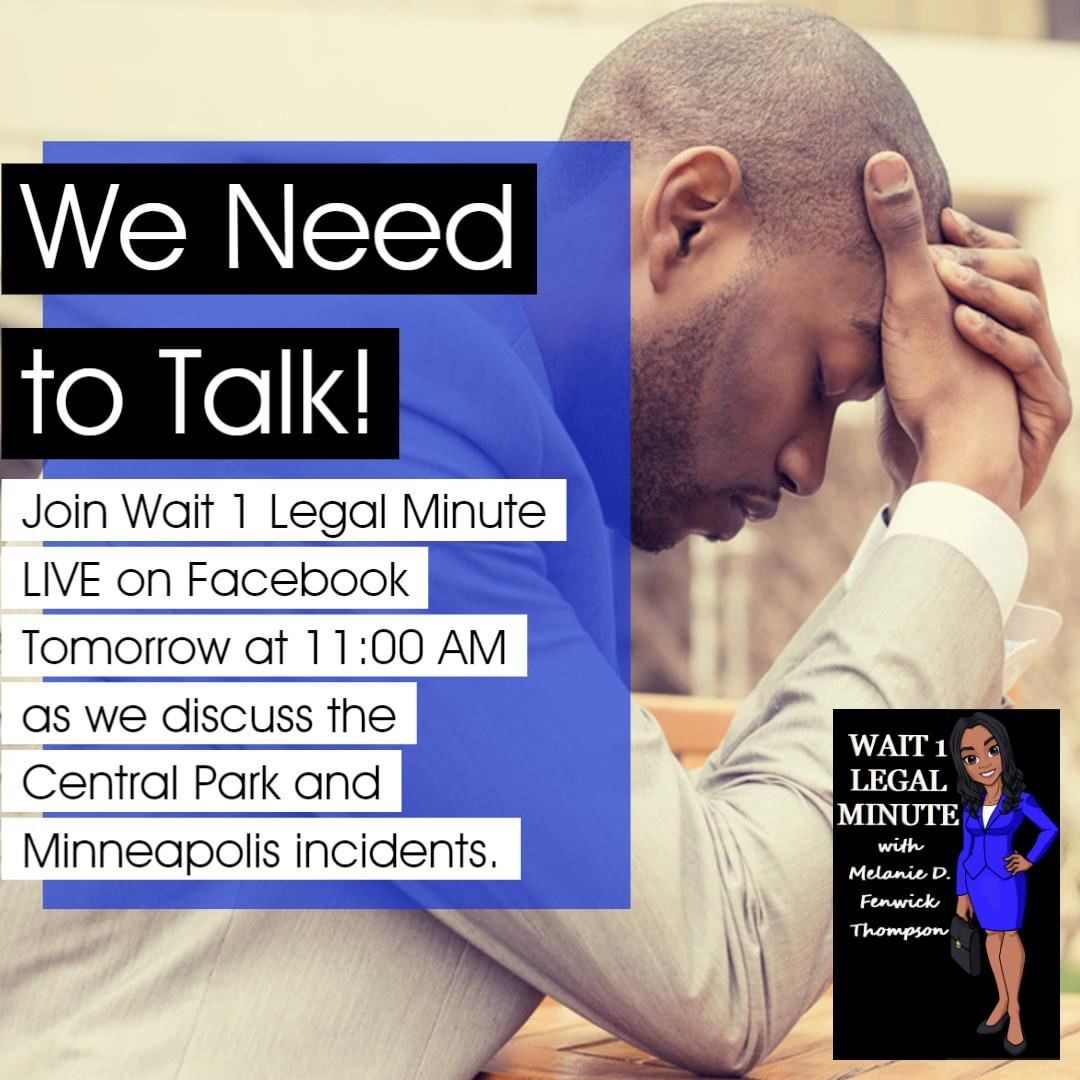 We Need
to Talk!
Join Wait 1 Legal Minute
LIVE on Facebook
Tomorrow at 11:00 AM
as we discuss the
Central Park and
Minneapolis incidents.
WAIT 1
LEGAL
MINUTE
with
Melanie D.
Fenwick
Thompson